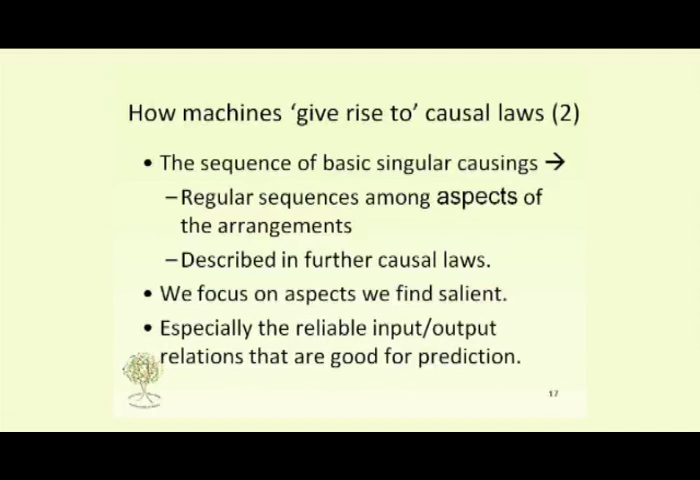 How machines ‘give rise to’ causal laws (2)
• The sequence of basic singular causings →
–Regular sequences among aspects of
the arrangements
–Described in further causal laws.
• We focus on aspects we find salient.
• Especially the reliable input/output
relations that are good for prediction.
17